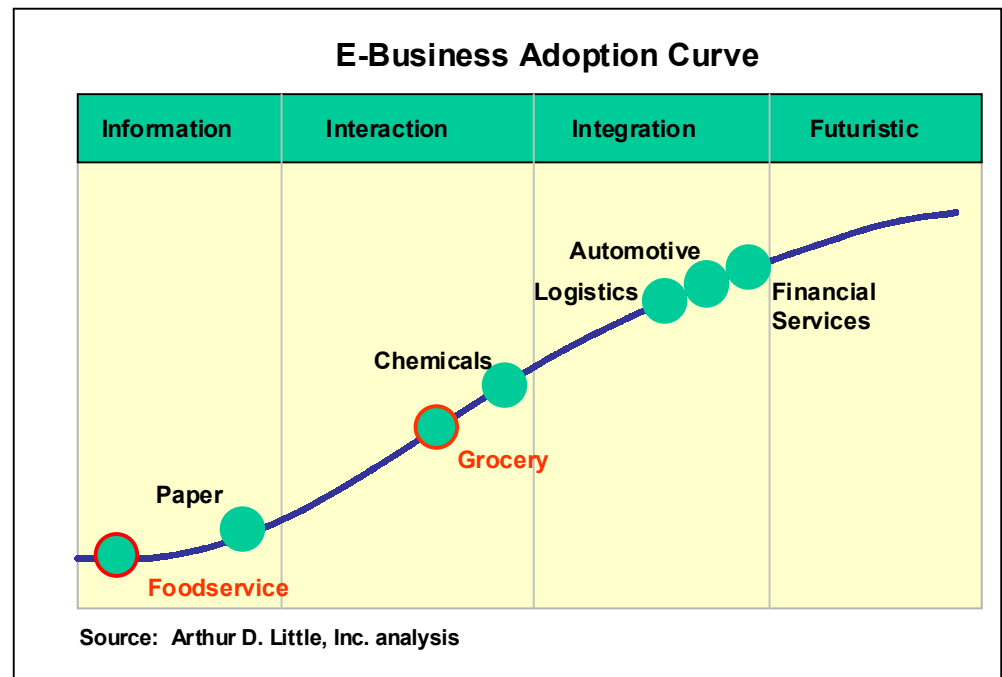 E-Business Adoption Curve
Information Interaction Integration Futuristic
Automotive
Logistics
Financial
Services
Chemicals
Grocery
Paper
Foodservice
Source: Arthur D. Little, Inc. analysis